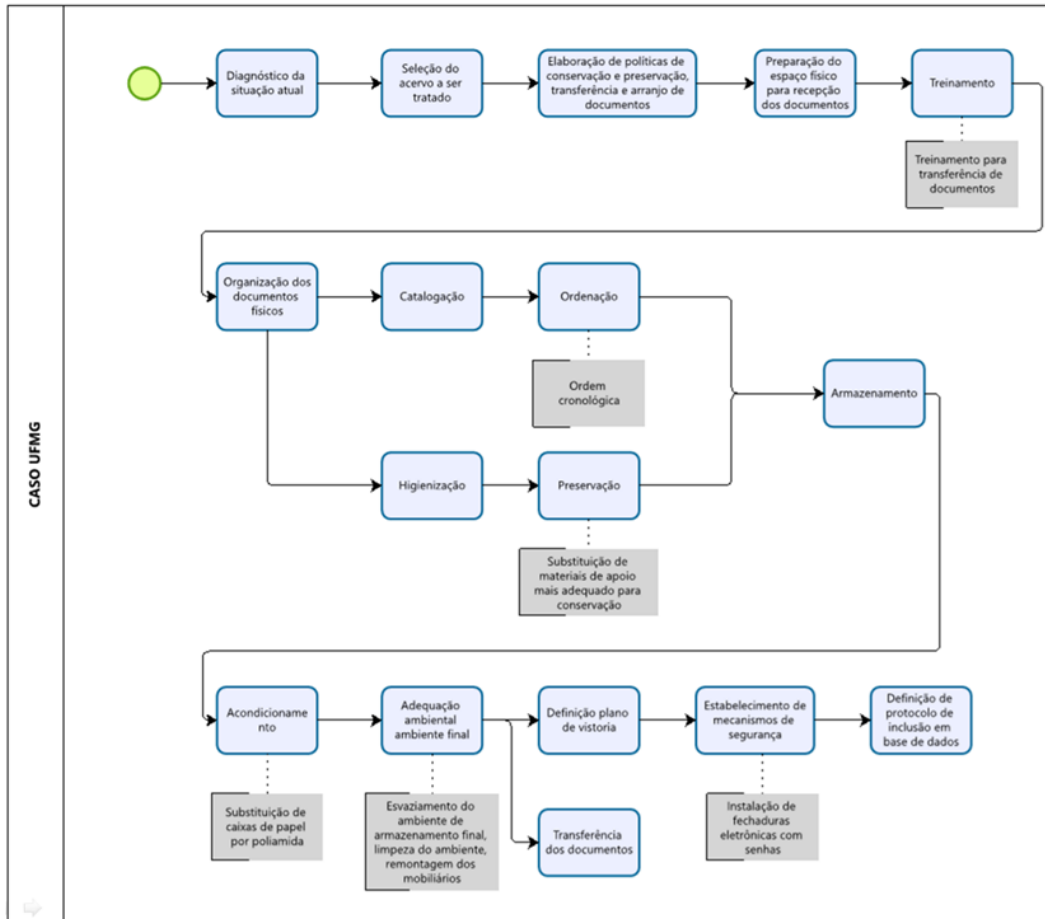 CASO UFMG
Diagnóstico da
situação atual
Seleção do
acervo a ser
tratado
Elaboração de políticas de
conservação e preservação,
transferência e arranjo de
documentos
Preparação do
espaço físico
para recepção
dos documentos
Treinamento
Treinamento para
transferência de
documentos
Organização dos
documentos
físicos
Catalogação
Ordenação
Ordem
cronológica
Armazenamento
Higienização
Preservação
Substituição de
materiais de apoio
mais adequado para
conservação
Acondicioname
nto
Adequação
ambiental
ambiente final
Definição plano
de vistoria
Estabelecimento de
mecanismos de
segurança
Definição de
protocolo de
inclusão em
base de dados
Substituição de
caixas de papel
por poliamida
Esvaziamento do
ambiente de
armazenamento final,
limpeza do ambiente,
remontagem dos
mobiliários
Transferência
dos documentos
Instalação de
fechaduras
eletrônicas com
senhas